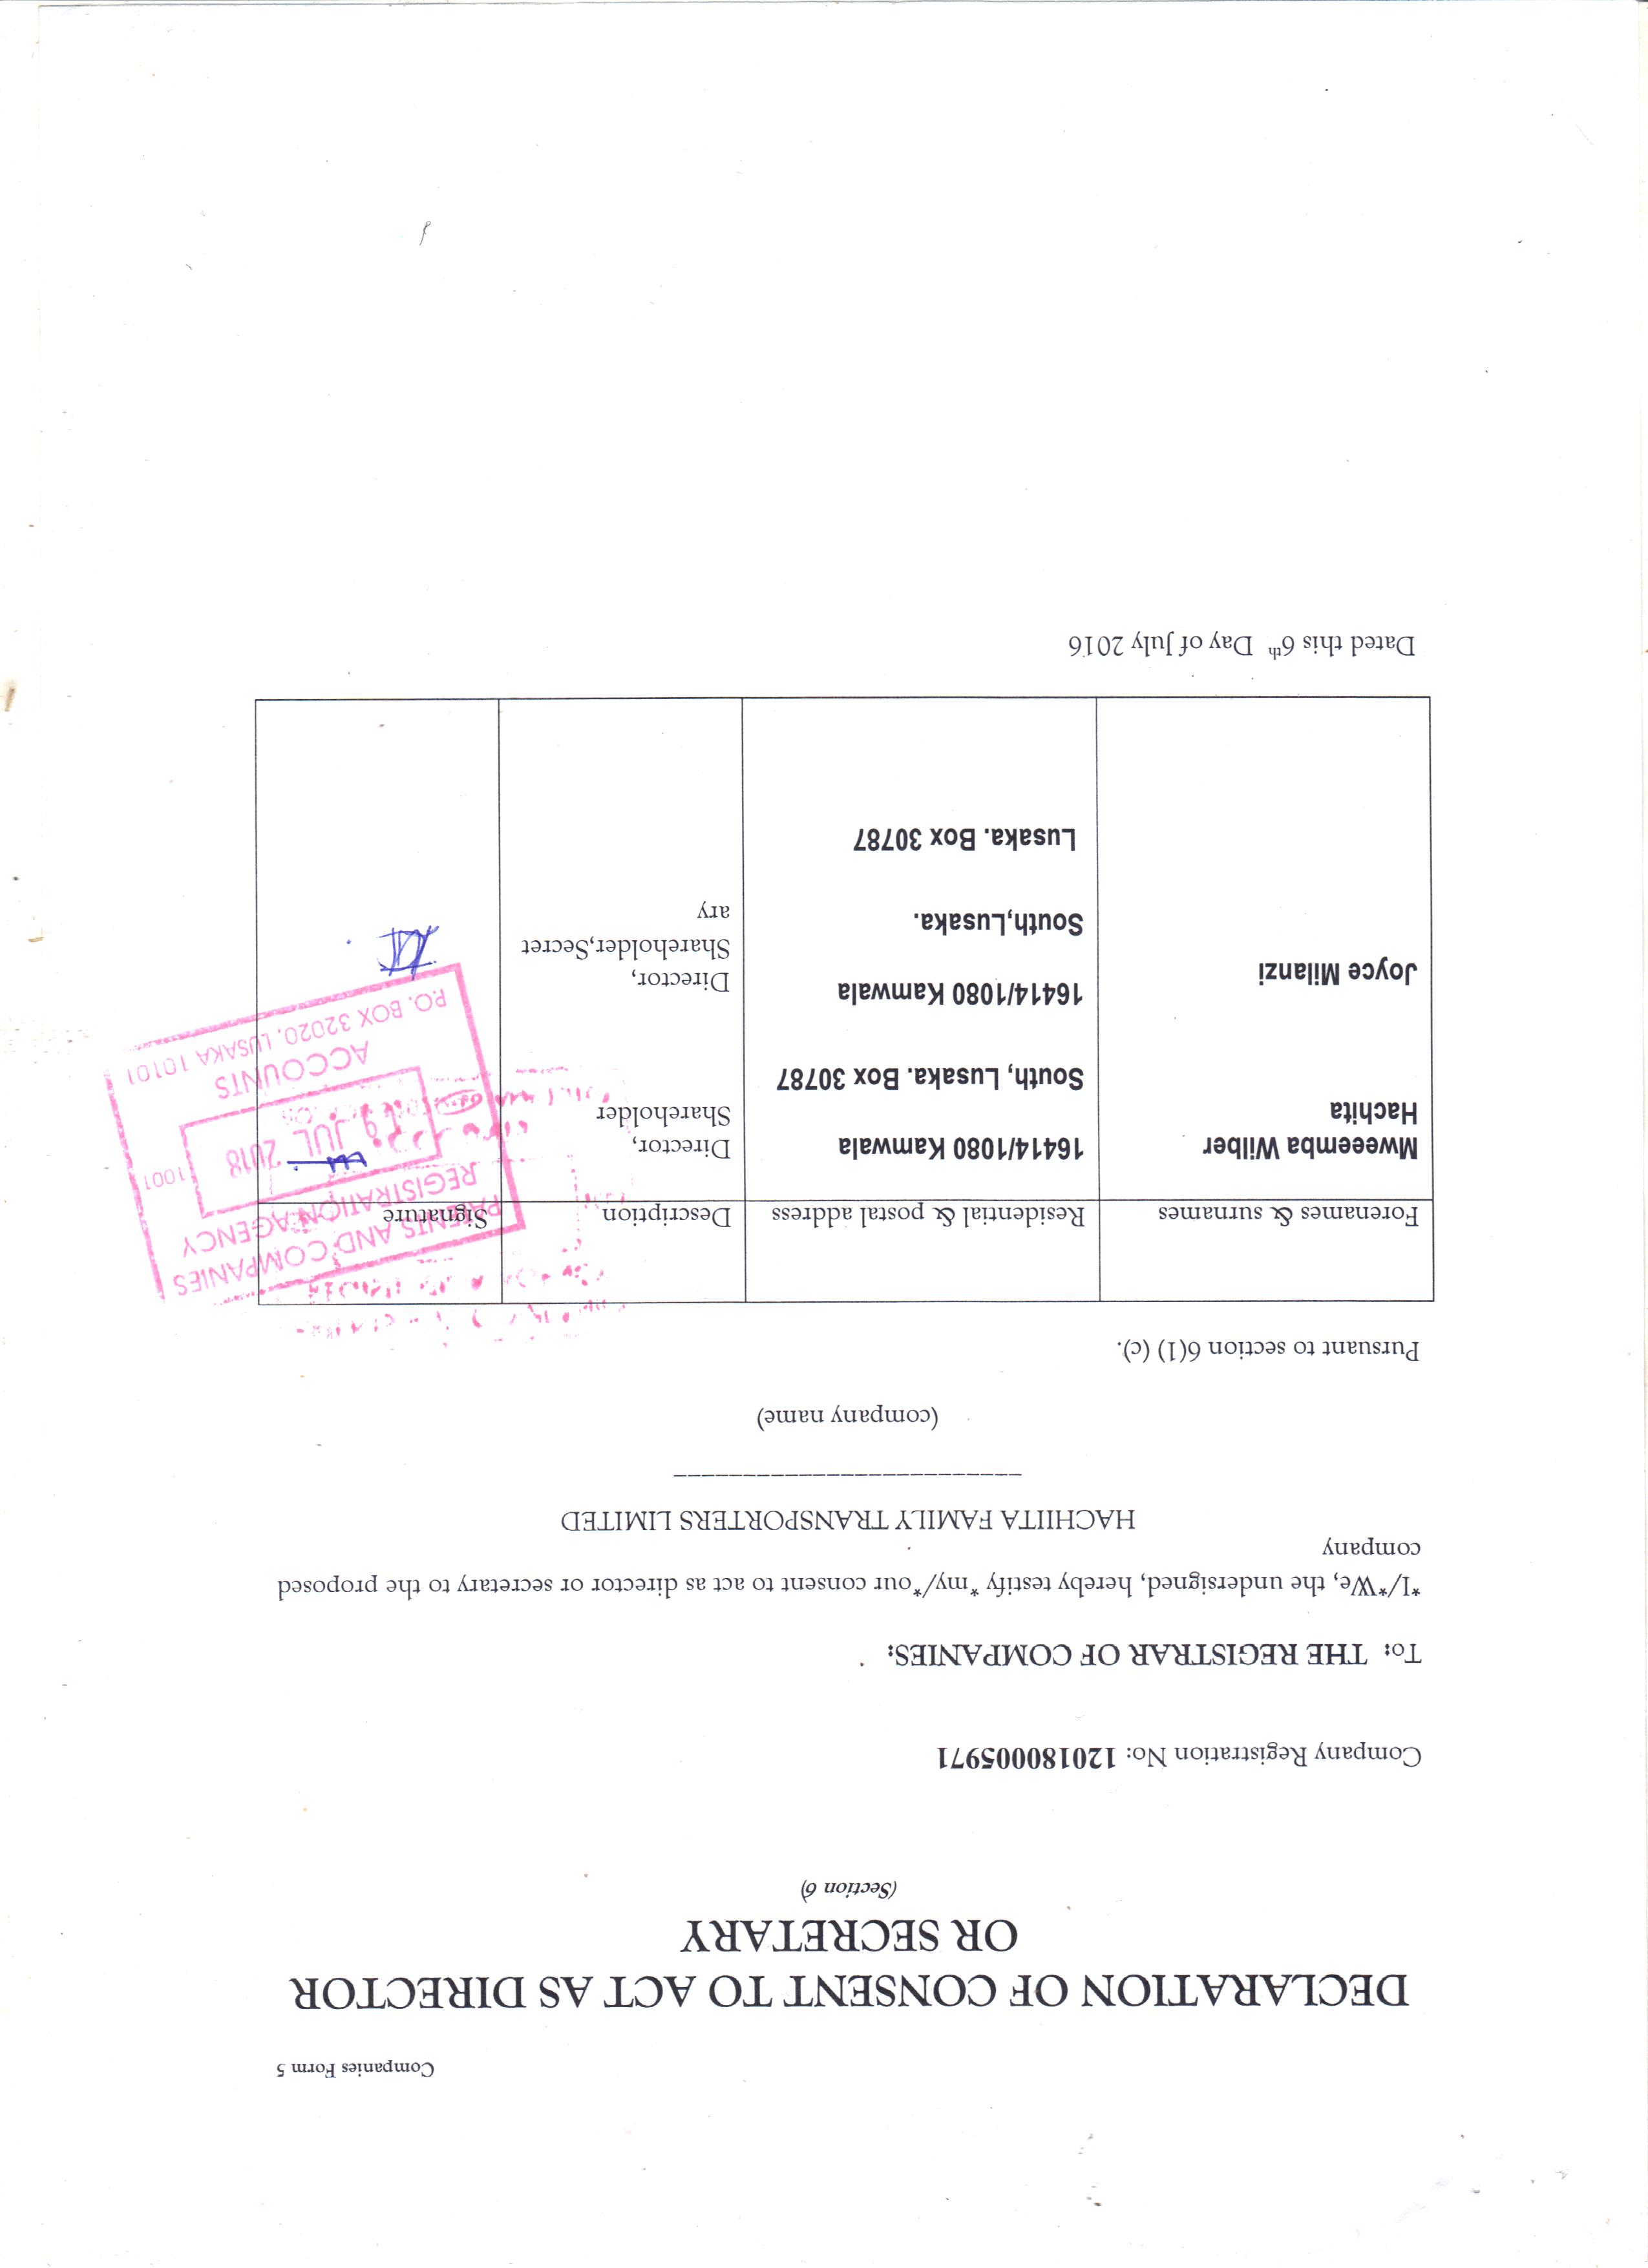 Companies Form 5
DECLARATION OF CONSENT TO ACT AS DIRECTOR
OR SECRETARY
(Section 6)
Company Registration No: 120180005971
To: THE REGISTRAR OF COMPANIES:
*I/*We, the undersigned, hereby testify *my/*our consent to act as director or secretary to the proposed
company
HACHIITA FAMILY TRANSPORTERS LIMITED
(company name)
Pursuant to section 6(1) (c).
Forenames & surnames Residential & postal address Description Signature
Mweeemba Wilber 16414/1080 Kamwala Director,
Hachita South, Lusaka. Box 30787 Shareholder
Joyce Milanzi 16414/1080 Kamwala Director,
South,Lusaka. Shareholder,Secret
ary
Lusaka. Box 30787
PATENTS AND COMPANIES
REGISTRATION AGENCY
19 JUL 2018 1001
ACCOUNTS
P.O. BOX 32020, LUSAKA 10101
Dated this 6th Day of July 2016